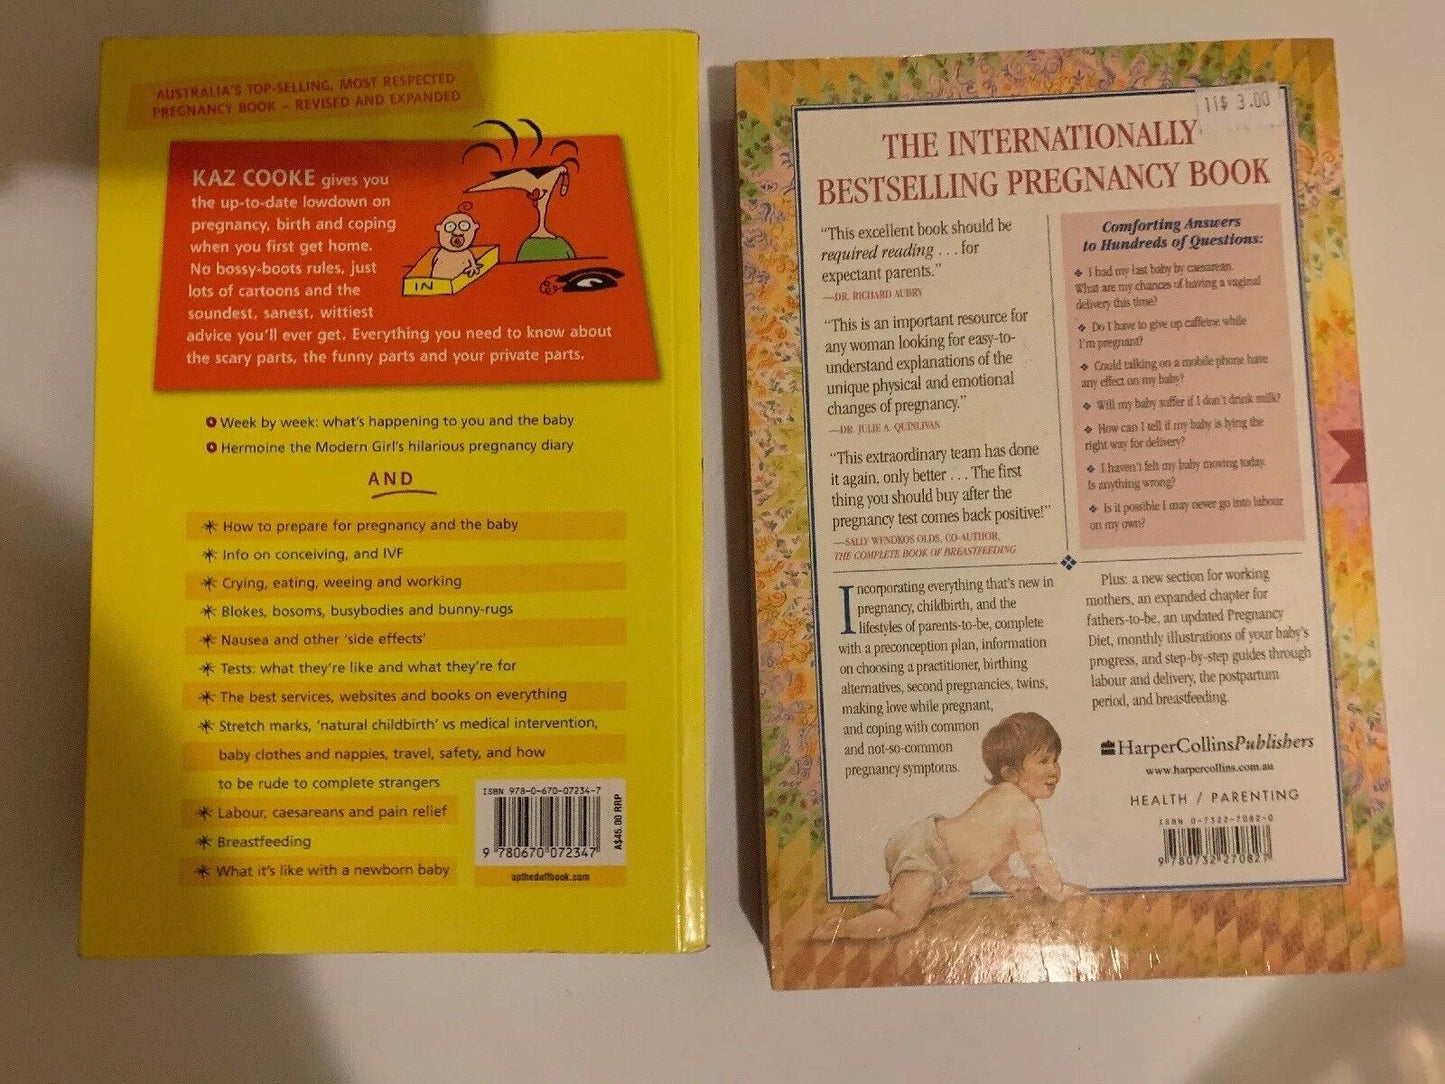 AUSTRALIA'S TOP-SELLING, MOST RESPECTED
PREGNANCY BOOK – REVISED AND EXPANDED
KAZ COOKE gives you
the up-to-date lowdown on
pregnancy, birth and coping
when you first get home.
No bossy-boots rules, just
lots of cartoons and the
soundest, sanest, wittiest
advice you'll ever get. Everything you need to know about
the scary parts, the funny parts and your private parts.
IN
Week by week: what's happening to you and the baby
Hermoine the Modern Girl's hilarious pregnancy diary
AND
How to prepare for pregnancy and the baby
Info on conceiving, and IVF
Crying, eating, weeing and working
Blokes, bosoms, busybodies and bunny-rugs
Nausea and other 'side effects'
Tests: what they're like and what they're for
The best services, websites and books on everything
Stretch marks, 'natural childbirth' vs medical intervention,
baby clothes and nappies, travel, safety, and how
to be rude to complete strangers
Labour, caesareans and pain relief
Breastfeeding
What it's like with a newborn baby
ISBN 978-0-670-07234-7
9 780670 072347
A$45.00 RRP
uptheduffbook.com
11$ 3.00
THE INTERNATIONALLY
BESTSELLING PREGNANCY BOOK
"This excellent book should be
required reading . . . for
expectant parents."
—DR. RICHARD AUBRY
"This is an important resource for
any woman looking for easy-to-
understand explanations of the
unique physical and emotional
changes of pregnancy."
—DR. JULIE A. QUINLIVAN
"This extraordinary team has done
it again, only better . . . The first
thing you should buy after the
pregnancy test comes back positive!"
—SALLY WENDKOS OLDS, CO-AUTHOR,
THE COMPLETE BOOK OF BREASTFEEDING
Comforting Answers
to Hundreds of Questions:
I had my last baby by caesarean.
What are my chances of having a vaginal
delivery this time?
Do I have to give up caffeine while
I'm pregnant?
Could talking on a mobile phone have
any effect on my baby?
Will my baby suffer if I don't drink milk?
How can I tell if my baby is lying the
right way for delivery?
I haven't felt my baby moving today.
Is anything wrong?
Is it possible I may never go into labour
on my own?
Incorporating everything that's new in
pregnancy, childbirth, and the
lifestyles of parents-to-be, complete
with a preconception plan, information
on choosing a practitioner, birthing
alternatives, second pregnancies, twins,
making love while pregnant,
and coping with common
and not-so-common
pregnancy symptoms.
Plus: a new section for working
mothers, an expanded chapter for
fathers-to-be, an updated Pregnancy
Diet, monthly illustrations of your baby's
progress, and step-by-step guides through
labour and delivery, the postpartum
period, and breastfeeding.
HarperCollinsPublishers
www.harpercollins.com.au
HEALTH / PARENTING
ISBN 0-7322-7082-0
9 780732 270827